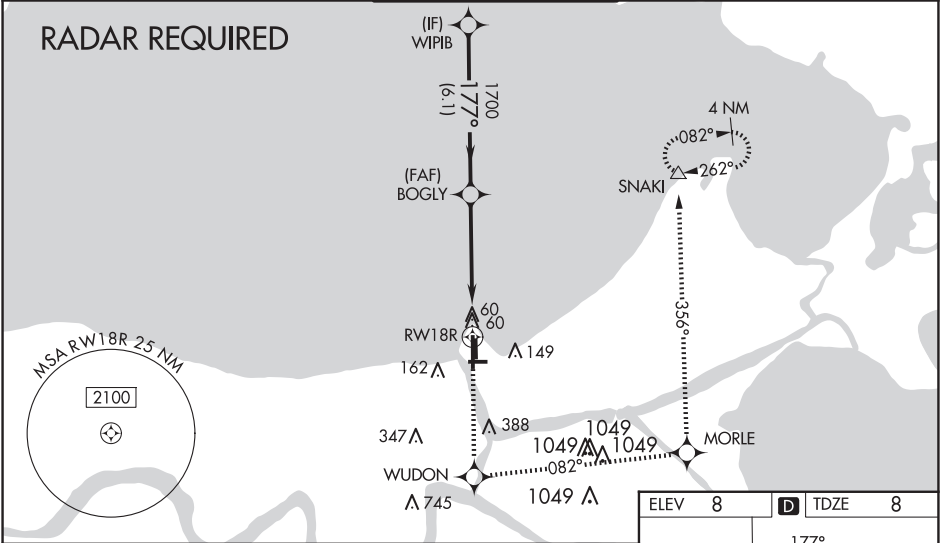 RADAR REQUIRED
(IF)
WIPIB
1700
177°
(6.1)
4 NM
082°
262°
SNAKI
(FAF)
BOGLY
356°
60
60
RW18R
149
162
MSA RW18R 25 NM
2100
388
347
1049
1049
1049
MORLE
082°
WUDON
745
1049
ELEV 8
D
TDZE 8
177°